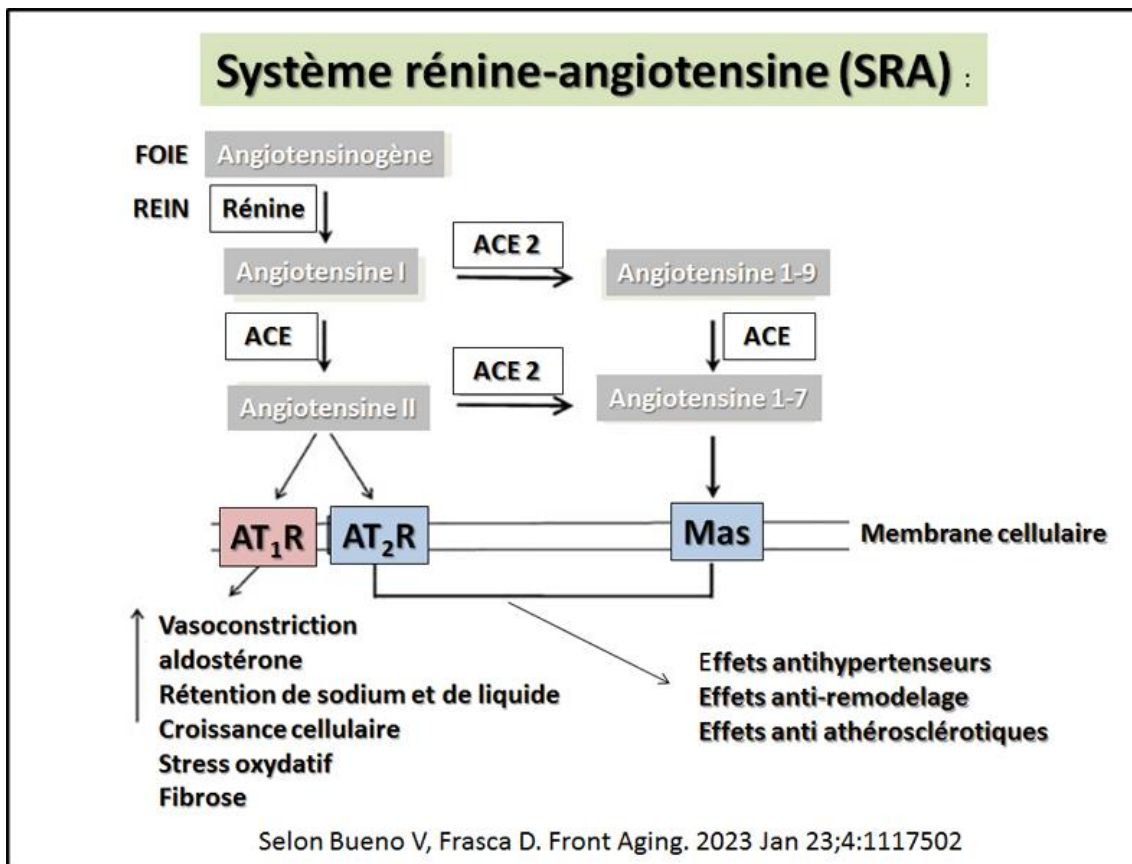 Système rénine-angiotensine (SRA) :
FOIE Angiotensinogène
REIN Rénine
ACE 2
Angiotensine I Angiotensine 1-9
ACE ACE
ACE 2
Angiotensine II Angiotensine 1-7
AT₁R AT₂R Mas Membrane cellulaire
Vasoconstriction
aldostérone
Rétention de sodium et de liquide
Croissance cellulaire
Stress oxydatif
Fibrose
Effets antihypertenseurs
Effets anti-remodelage
Effets anti athérosclérotiques
Selon Bueno V, Frasca D. Front Aging. 2023 Jan 23;4:1117502